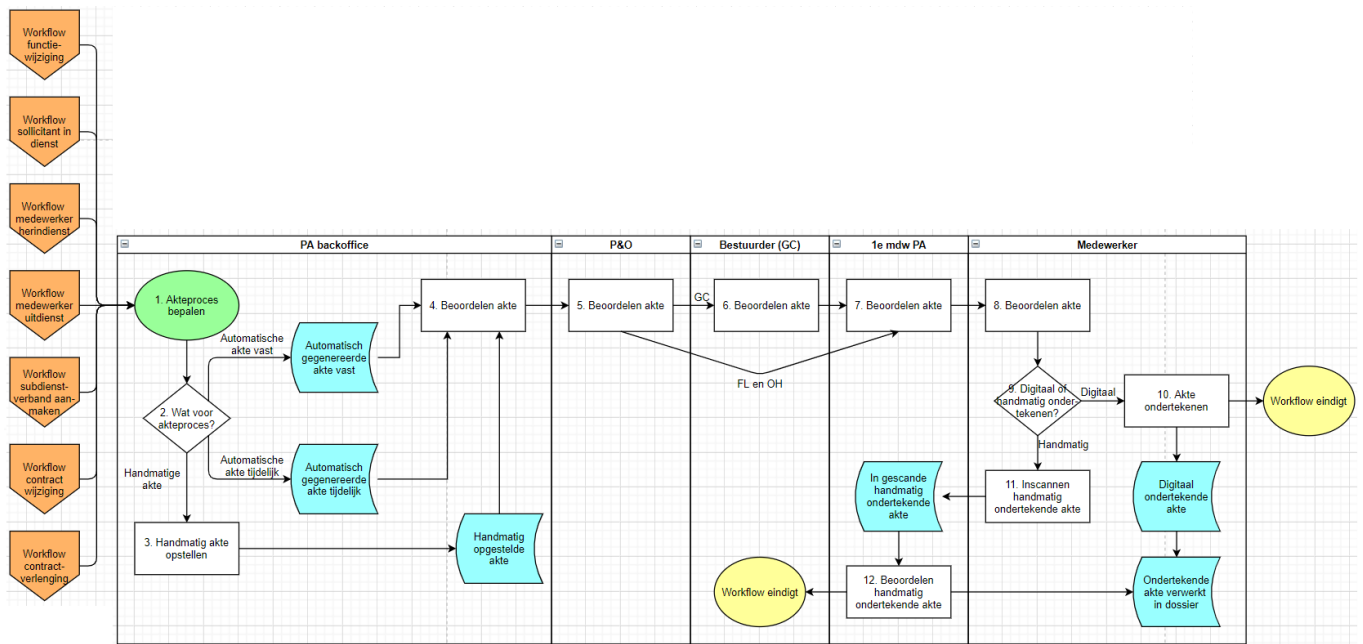 Workflow
functie-
wijziging
Workflow
sollicitant in
dienst
Workflow
medewerker
herindienst
Workflow
medewerker
uitdienst
Workflow
subdienst-
verband aan-
maken
Workflow
contract
wijziging
Workflow
contract-
verlenging
PA backoffice
P&O
Bestuurder (GC)
1e mdw PA
Medewerker
1. Akteproces
bepalen
2. Wat voor
akteproces?
Automatische
akte vast
Automatisch
gegenereerde
akte vast
Automatische
akte tijdelijk
Automatisch
gegenereerde
akte tijdelijk
Handmatige
akte
3. Handmatig akte
opstellen
Handmatig
opgestelde
akte
4. Beoordelen akte
5. Beoordelen akte
GC
6. Beoordelen akte
FL en OH
7. Beoordelen akte
8. Beoordelen akte
9. Digitaal of
handmatig onder-
tekenen?
Digitaal
10. Akte
ondertekenen
Workflow eindigt
Handmatig
11. Inscannen
handmatig
ondertekende akte
In gescande
handmatig
ondertekende
akte
Digitaal
ondertekende
akte
12. Beoordelen
handmatig
ondertekende akte
Workflow eindigt
Ondertekende
akte verwerkt
in dossier